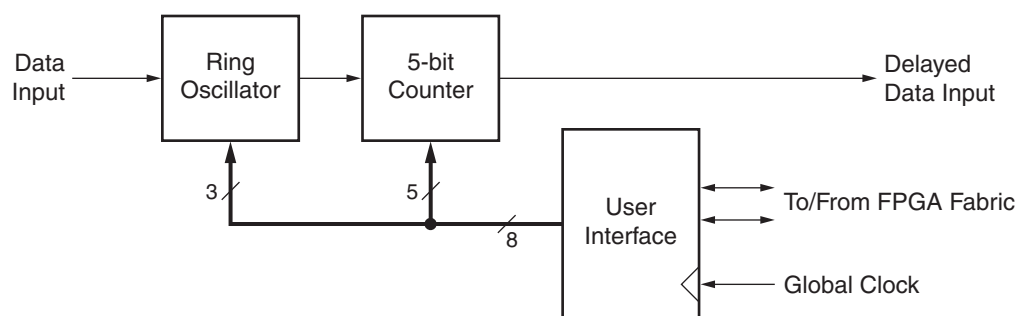 Data
Input
Ring
Oscillator
5-bit
Counter
Delayed
Data Input
3
5
8
User
Interface
To/From FPGA Fabric
Global Clock